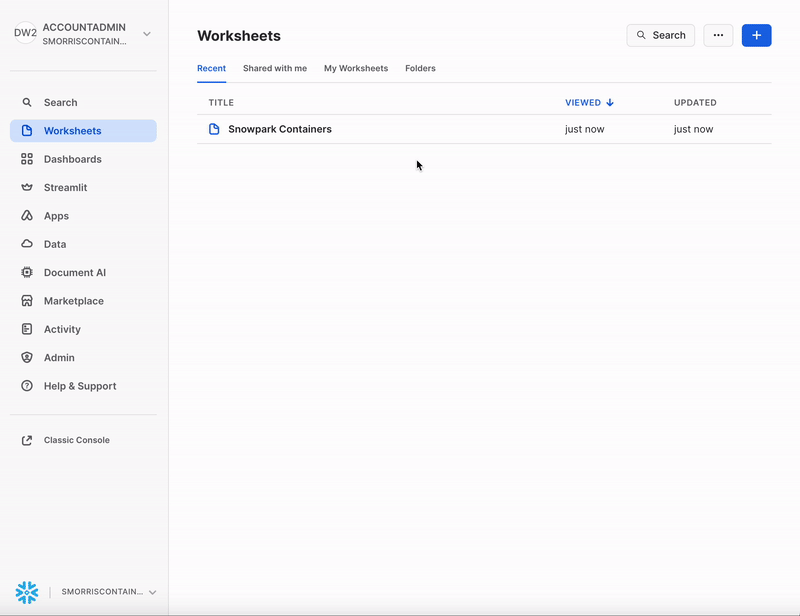 DW2
ACCOUNTADMIN
SMORRISCONTAIN...
Search
Worksheets
Dashboards
Streamlit
Apps
Data
Document AI
Marketplace
Activity
Admin
Help & Support
Classic Console
SMORRISCONTAIN...
Worksheets
Search
Recent Shared with me My Worksheets Folders
TITLE VIEWED UPDATED
Snowpark Containers just now just now